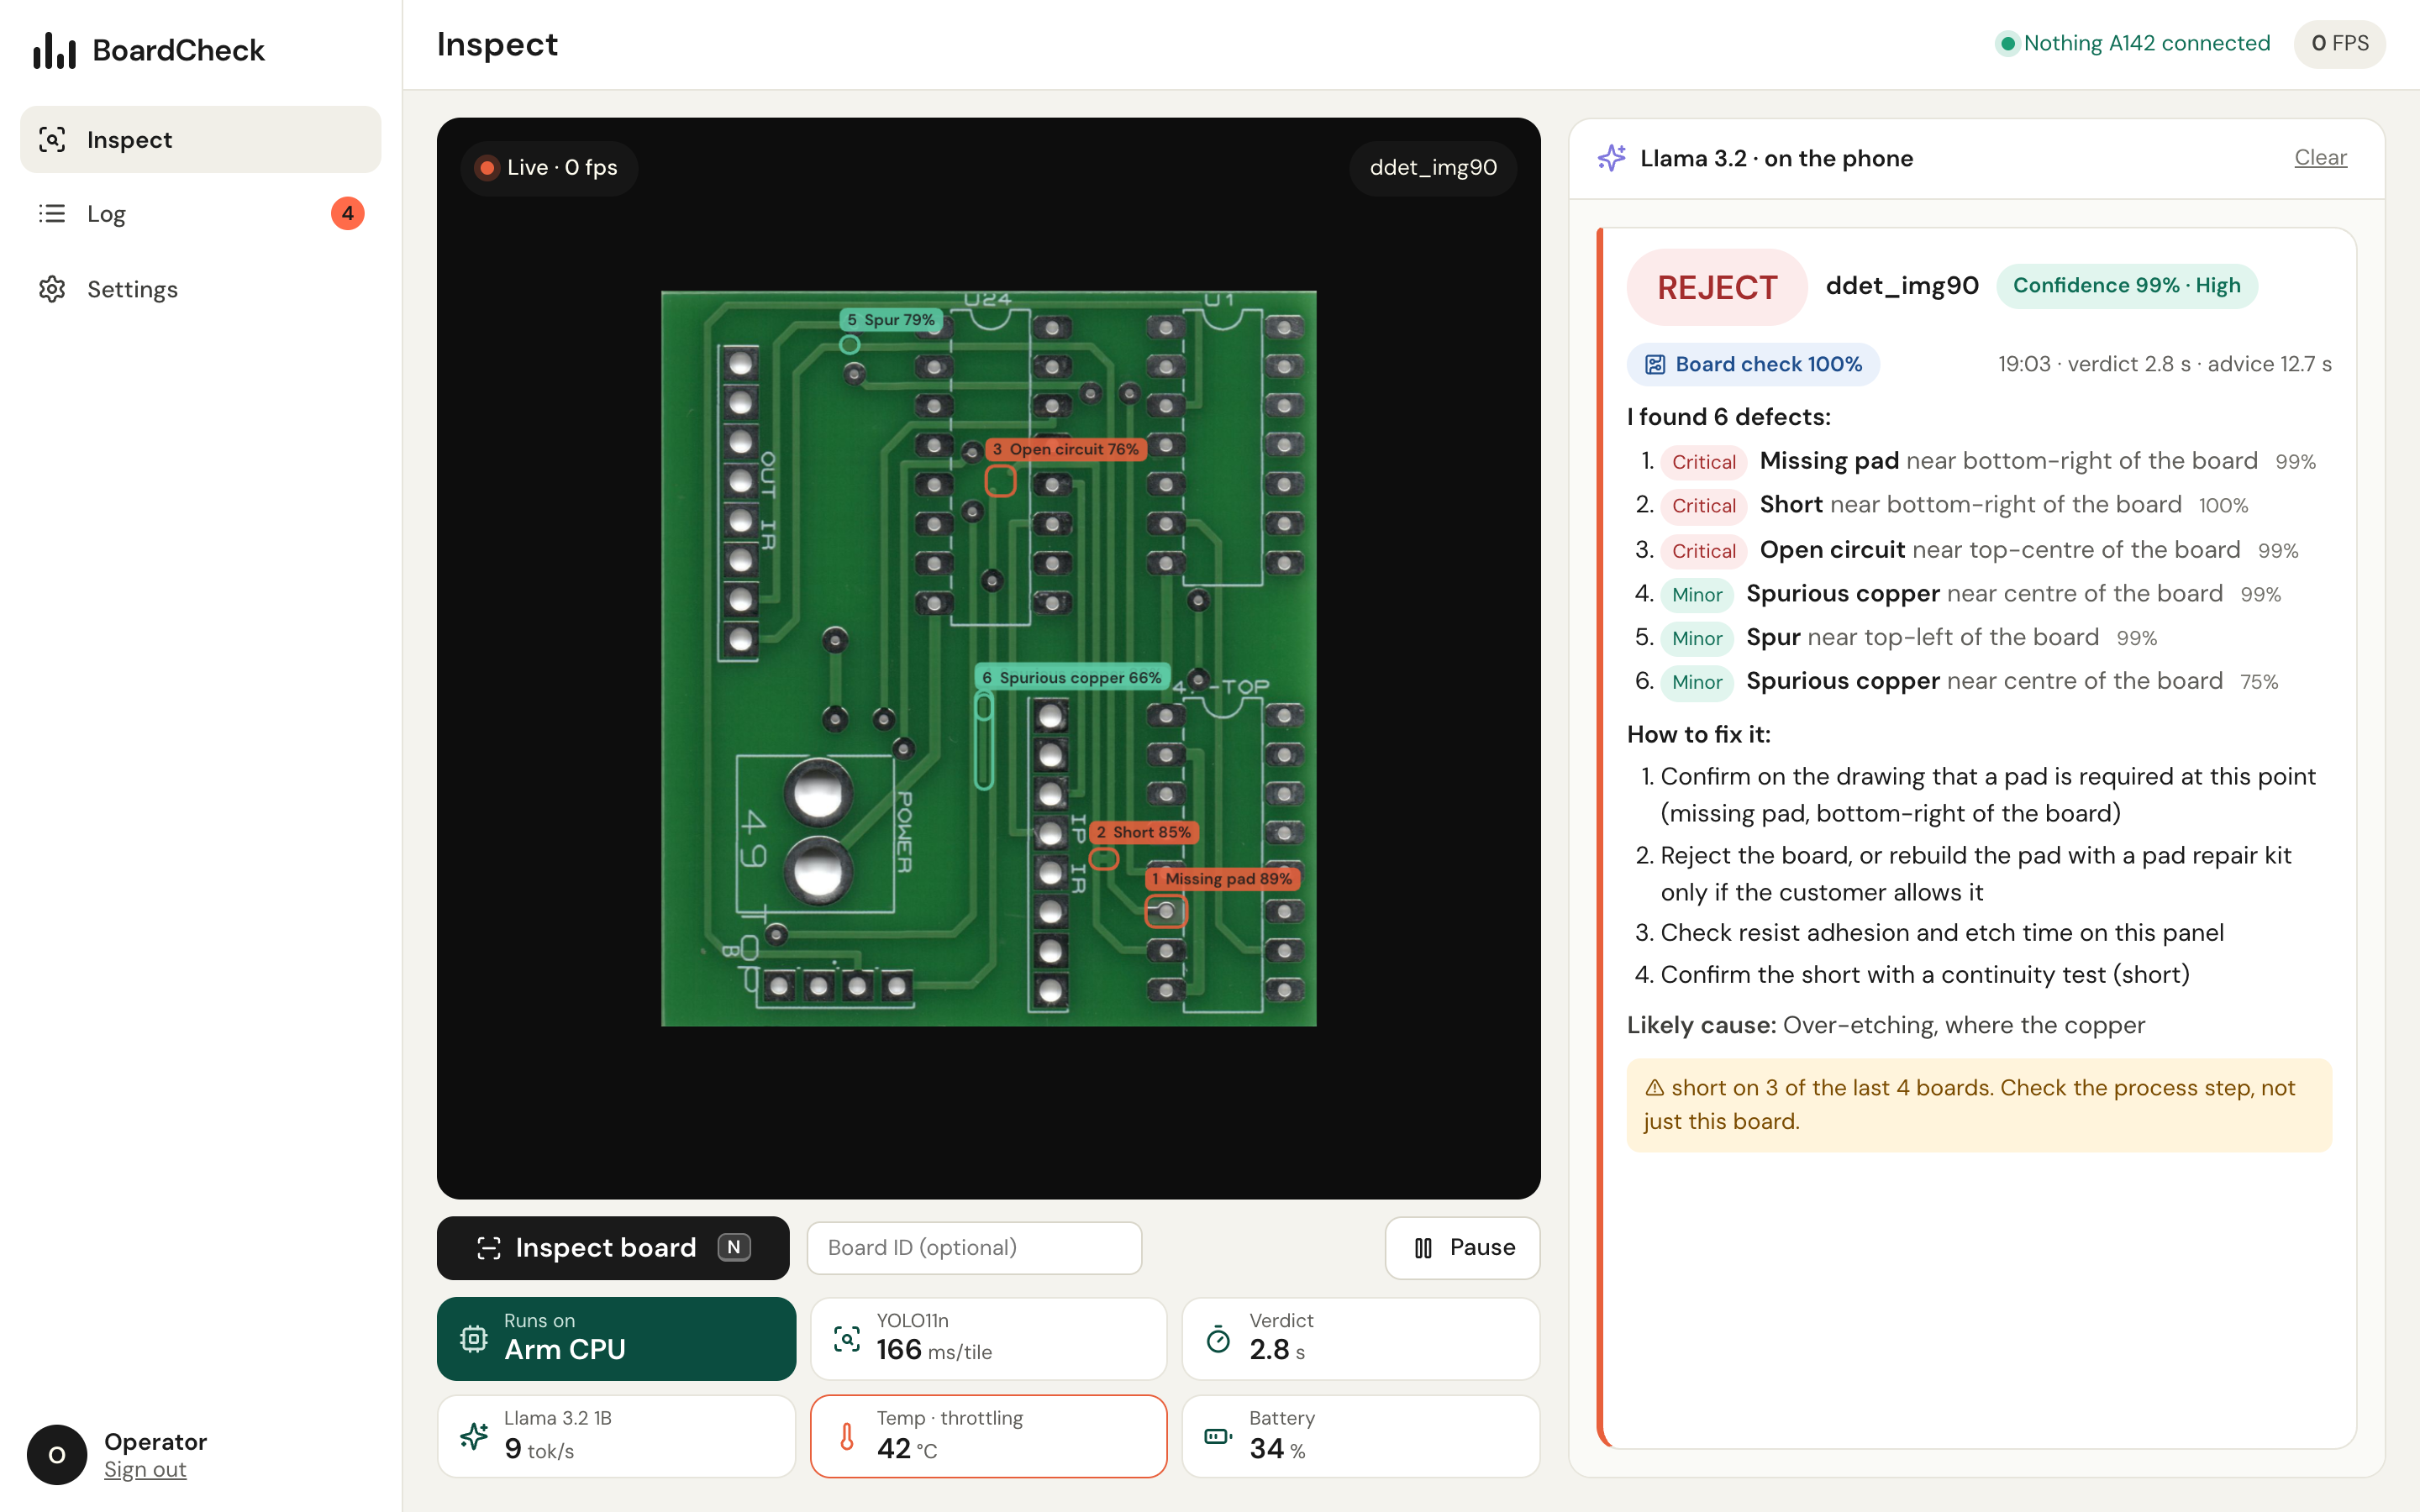 BoardCheck
Inspect
Log
4
Settings
O
Operator
Sign out
Inspect
Nothing A142 connected
0 FPS
Live · 0 fps
ddet_img90
U24
U1
5 Spur 79%
3 Open circuit 76%
OUT IR
6 Spurious copper 66%
-TOP
49
POWER
IP IR
2 Short 85%
1 Missing pad 89%
Inspect board N
Board ID (optional)
Pause
Runs on
Arm CPU
YOLO11n
166 ms/tile
Verdict
2.8 s
Llama 3.2 1B
9 tok/s
Temp · throttling
42 °C
Battery
34 %
Llama 3.2 · on the phone
Clear
REJECT
ddet_img90
Confidence 99% · High
Board check 100%
19:03 · verdict 2.8 s · advice 12.7 s
I found 6 defects:
1. Critical Missing pad near bottom-right of the board 99%
2. Critical Short near bottom-right of the board 100%
3. Critical Open circuit near top-centre of the board 99%
4. Minor Spurious copper near centre of the board 99%
5. Minor Spur near top-left of the board 99%
6. Minor Spurious copper near centre of the board 75%
How to fix it:
1. Confirm on the drawing that a pad is required at this point
(missing pad, bottom-right of the board)
2. Reject the board, or rebuild the pad with a pad repair kit
only if the customer allows it
3. Check resist adhesion and etch time on this panel
4. Confirm the short with a continuity test (short)
Likely cause: Over-etching, where the copper
short on 3 of the last 4 boards. Check the process step, not
just this board.